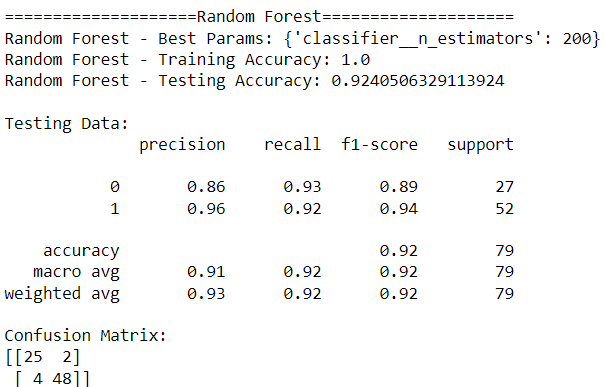 ====================Random Forest====================
Random Forest - Best Params: {'classifier__n_estimators': 200}
Random Forest - Training Accuracy: 1.0
Random Forest - Testing Accuracy: 0.9240506329113924
Testing Data:
precision recall f1-score support
0 0.86 0.93 0.89 27
1 0.96 0.92 0.94 52
accuracy 0.92 79
macro avg 0.91 0.92 0.92 79
weighted avg 0.93 0.92 0.92 79
Confusion Matrix:
[[25 2]
[ 4 48]]